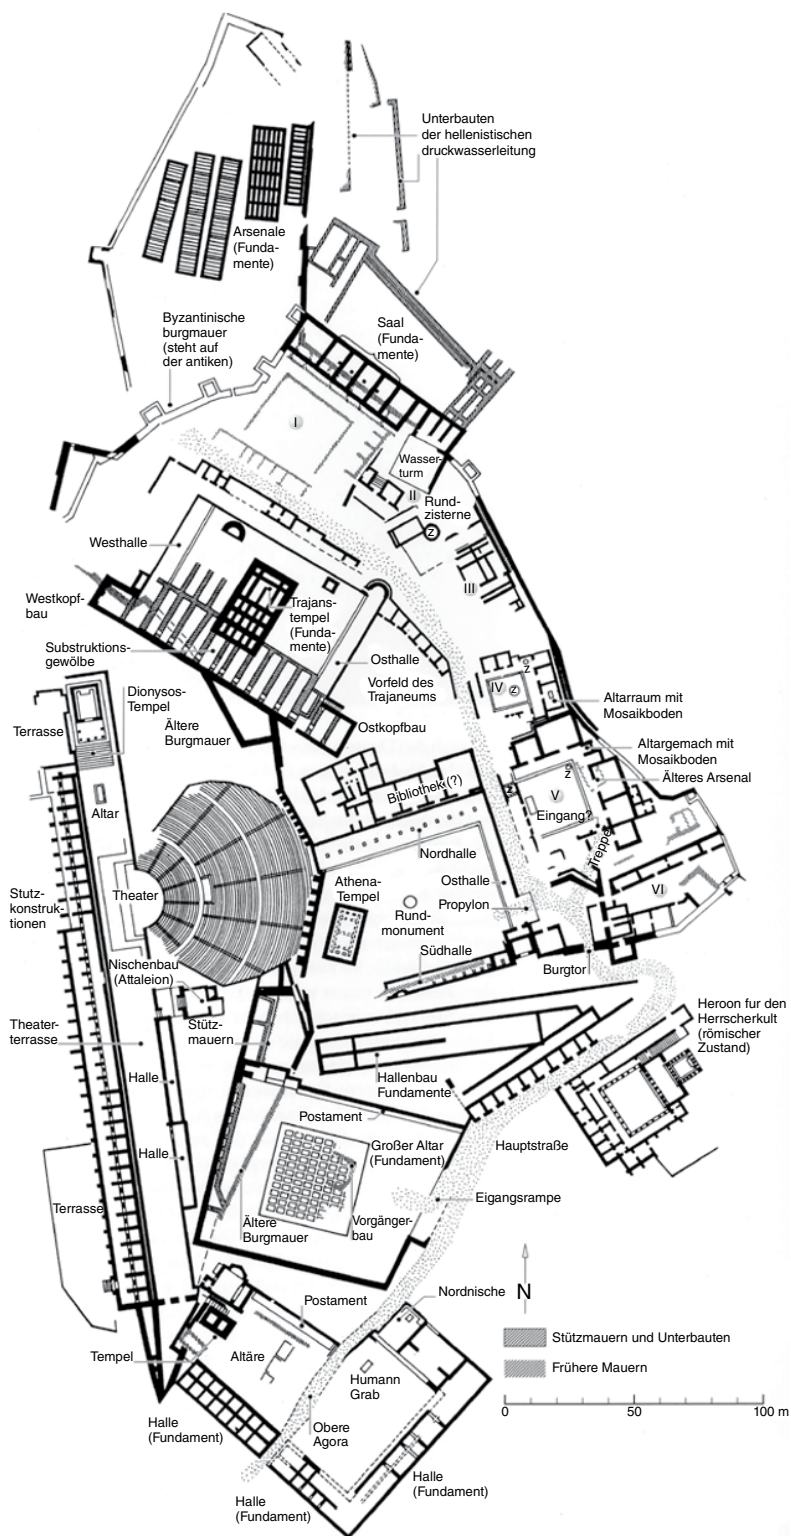 Unterbauten
der hellenistischen
druckwasserleitung
Arsenale
(Funda-
mente)
Byzantinische
burgmauer
(steht auf
der antiken)
Saal
(Funda-
mente)
I
Wasser-
turm
II
Rund-
zisterne
Z
III
Westhalle
Westkopf-
bau
Trajans-
tempel
(Funda-
mente)
Substruktions-
gewölbe
Osthalle
Vorfeld des
Trajaneums
Z
IV
Z
Altarraum mit
Mosaikboden
Dionysos-
Tempel
Terrasse
Ältere
Burgmauer
Ostkopfbau
Altargemach mit
Mosaikboden
Z
Älteres Arsenal
Z
V
Bibliothek (?)
Eingang?
Altar
Treppe
Nordhalle
Theater
Athena-
Tempel
Osthalle
VI
Stutz-
konstruk-
tionen
Rund-
monument
Propylon
Südhalle
Burgtor
Nischenbau
(Attaleion)
Theater-
terrasse
Stütz-
mauern
Heroon fur den
Herrscherkult
(römischer
Zustand)
Halle
Hallenbau
Fundamente
Postament
Hauptstraße
Großer Altar
(Fundament)
Halle
Terrasse
Eigangsrampe
Ältere
Burgmauer
Vorgänger-
bau
Nordnische
N
Postament
Stützmauern und Unterbauten
Tempel
Altäre
Frühere Mauern
Humann
Grab
0
50
100 m
Halle
(Fundament)
Obere
Agora
Halle
(Fundament)
Halle
(Fundament)